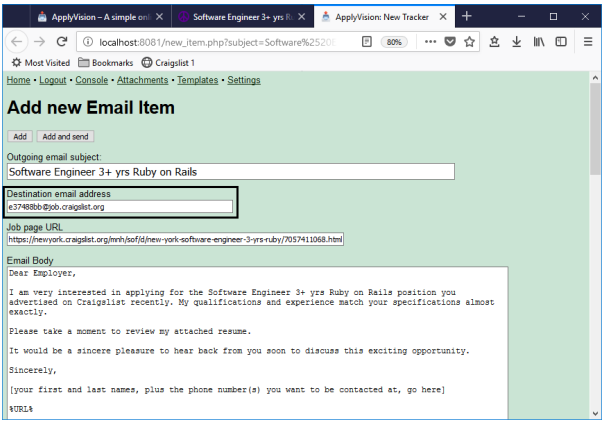 ApplyVision – A simple onl
Software Engineer 3+ yrs R
ApplyVision: New Tracker
localhost:8081/new_item.php?subject=Software%2520
80%
Most Visited Bookmarks Craigslist 1
Home • Logout • Console • Attachments • Templates • Settings
Add new Email Item
Add Add and send
Outgoing email subject:
Software Engineer 3+ yrs Ruby on Rails
Destination email address
e37488bb@job.craigslist.org
Job page URL
https://newyork.craigslist.org/mnh/sof/d/new-york-software-engineer-3-yrs-ruby/7057411068.html
Email Body
Dear Employer,
I am very interested in applying for the Software Engineer 3+ yrs Ruby on Rails position you
advertised on Craigslist recently. My qualifications and experience match your specifications almost
exactly.
Please take a moment to review my attached resume.
It would be a sincere pleasure to hear back from you soon to discuss this exciting opportunity.
Sincerely,
[your first and last names, plus the phone number(s) you want to be contacted at, go here]
%URL%